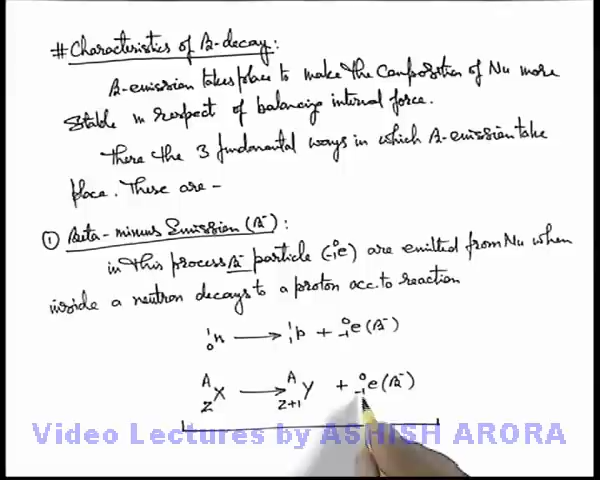 # Characteristics of β-decay :
β-emission takes place to make the Composition of Nu more
stable in respect of balancing internal force.
There the 3 fundamental ways in which β-emission take
place. These are -
① Beta-minus Emission (β⁻) :
in this process β⁻ particle (⁰₋₁e) are emitted from Nu when
inside a neutron decays to a proton acc. to reaction
¹₀n ⟶ ¹₁p + ⁰₋₁e (β⁻)
ᴬ_Z X ⟶ ᴬ_Z+1 Y + ⁰₋₁e (β⁻)
Video Lectures by ASHISH ARORA